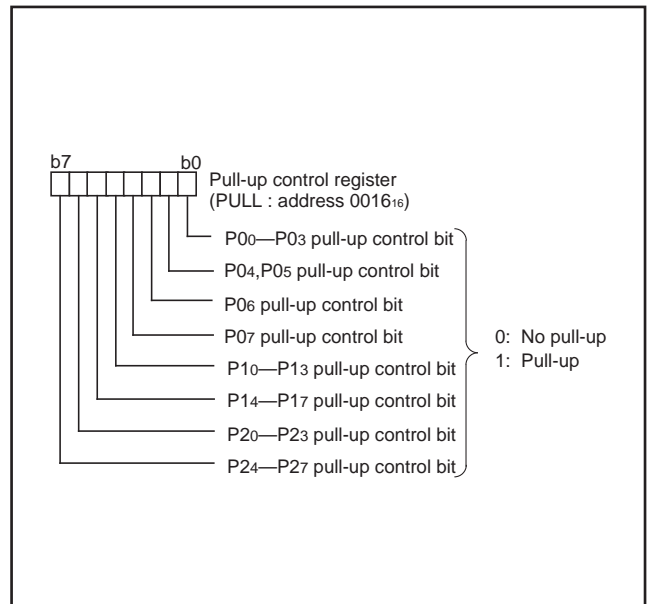 b7 b0
Pull-up control register
(PULL : address 0016₁₆)
P0₀—P0₃ pull-up control bit
P0₄,P0₅ pull-up control bit
P0₆ pull-up control bit
P0₇ pull-up control bit
P1₀—P1₃ pull-up control bit
P1₄—P1₇ pull-up control bit
P2₀—P2₃ pull-up control bit
P2₄—P2₇ pull-up control bit
0: No pull-up
1: Pull-up